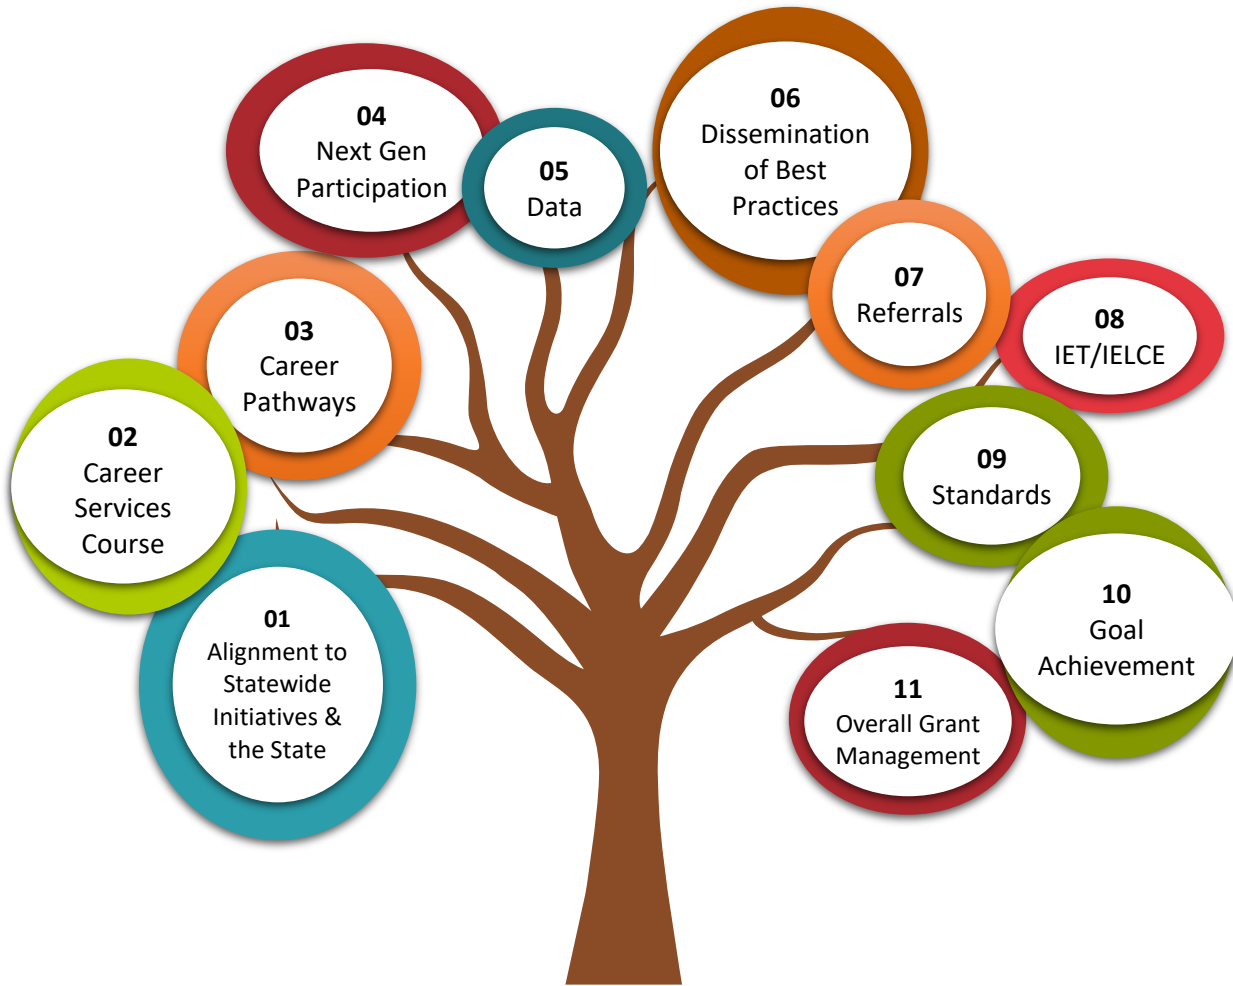 01
Alignment to
Statewide
Initiatives &
the State
02
Career
Services
Course
03
Career
Pathways
04
Next Gen
Participation
05
Data
06
Dissemination
of Best
Practices
07
Referrals
08
IET/IELCE
09
Standards
10
Goal
Achievement
11
Overall Grant
Management